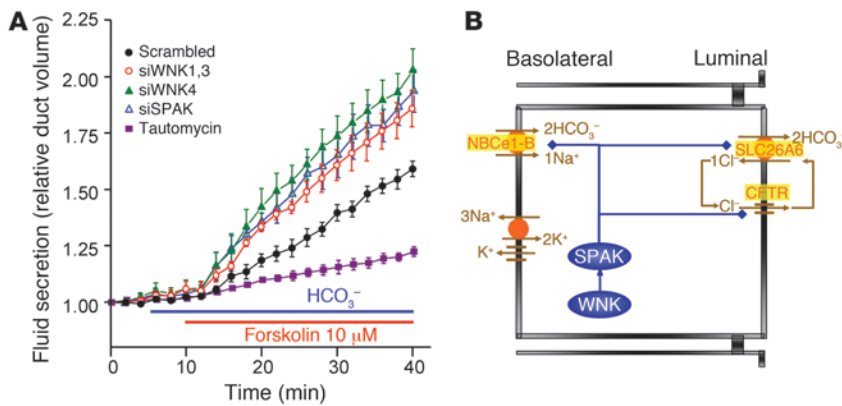 A
Fluid secretion (relative duct volume)
2.25
2.00
1.75
1.50
1.25
1.00
Scrambled
siWNK1,3
siWNK4
siSPAK
Tautomycin
HCO₃⁻
Forskolin 10 µM
0
10
20
30
40
Time (min)
B
Basolateral
Luminal
NBCe1-B
2HCO₃⁻
1Na⁺
2HCO₃⁻
SLC26A6
1Cl⁻
CFTR
Cl⁻
3Na⁺
2K⁺
K⁺
SPAK
WNK